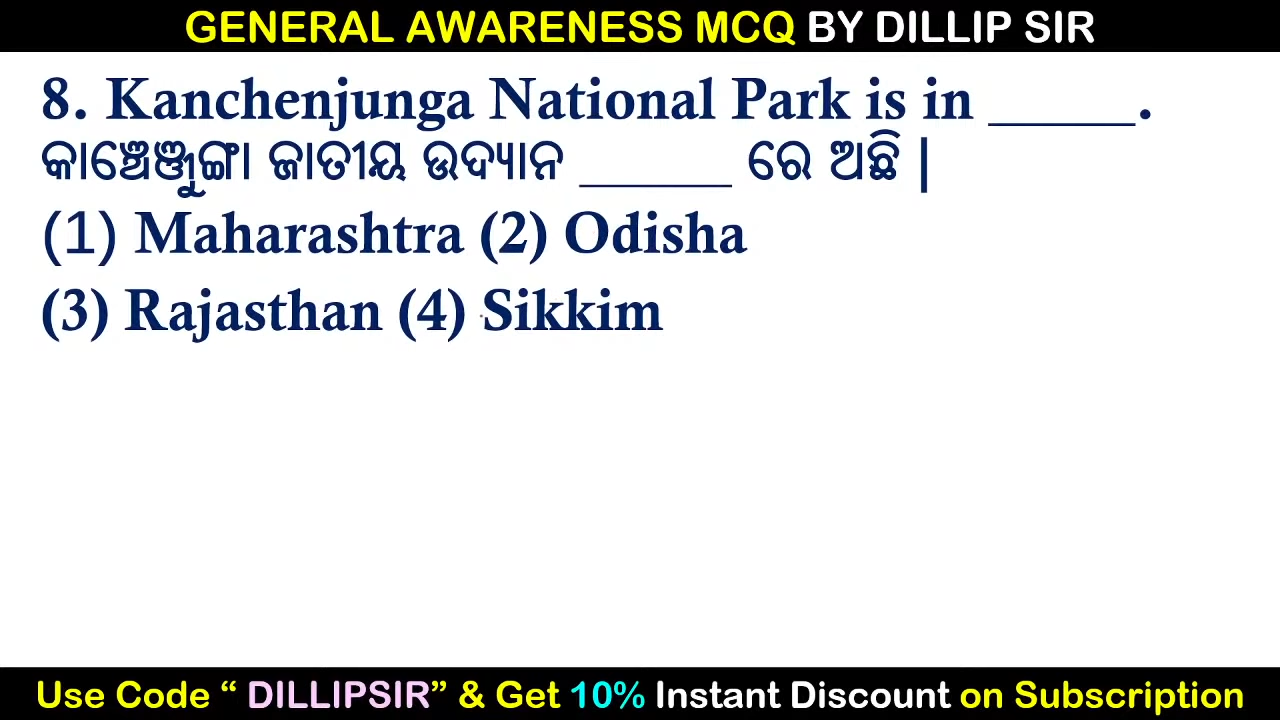 GENERAL AWARENESS MCQ BY DILLIP SIR
8. Kanchenjunga National Park is in _____.
କାଞ୍ଚେଞ୍ଜୁଙ୍ଗା ଜାତୀୟ ଉଦ୍ୟାନ _____ ରେ ଅଛି |
(1) Maharashtra (2) Odisha
(3) Rajasthan (4) Sikkim
Use Code “ DILLIPSIR” & Get 10% Instant Discount on Subscription